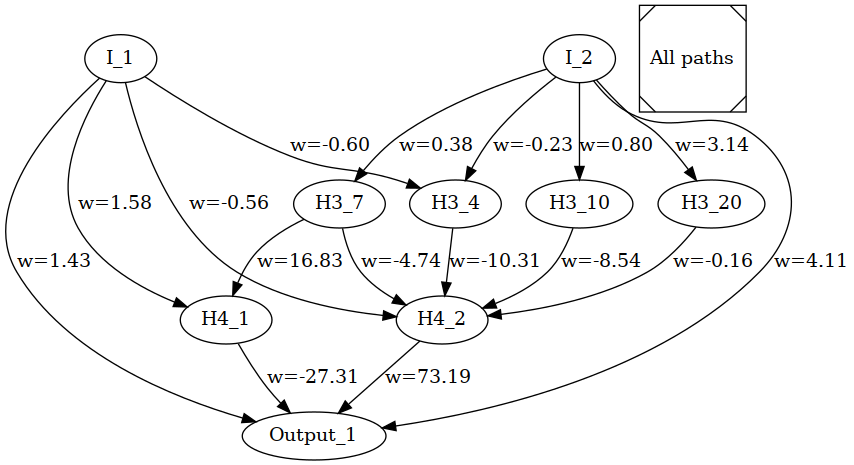 I_1
I_2
All paths
w=-0.60
w=0.38
w=-0.23
w=0.80
w=3.14
w=1.58
w=-0.56
H3_7
H3_4
H3_10
H3_20
w=1.43
w=16.83
w=-4.74
w=-10.31
w=-8.54
w=-0.16
w=4.11
H4_1
H4_2
w=-27.31
w=73.19
Output_1